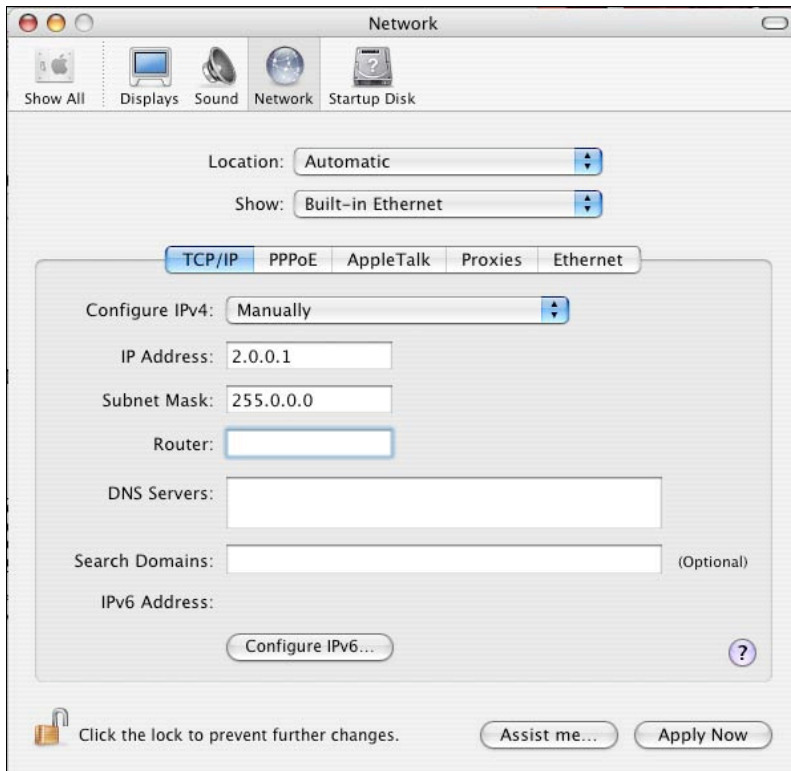 Network
Show All Displays Sound Network Startup Disk
Location: Automatic
Show: Built-in Ethernet
TCP/IP PPPoE AppleTalk Proxies Ethernet
Configure IPv4: Manually
IP Address: 2.0.0.1
Subnet Mask: 255.0.0.0
Router:
DNS Servers:
Search Domains: (Optional)
IPv6 Address:
Configure IPv6...
?
Click the lock to prevent further changes. Assist me... Apply Now